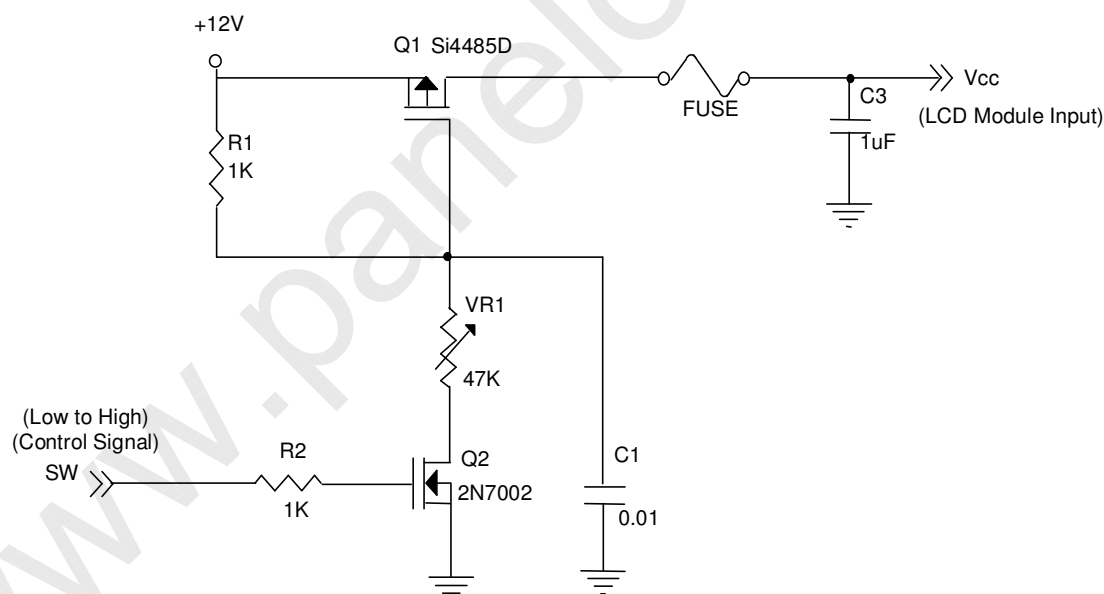 +12V
Q1 Si4485D
Vcc
FUSE
C3
(LCD Module Input)
1uF
R1
1K
VR1
47K
(Low to High)
(Control Signal)
SW
R2
1K
Q2
2N7002
C1
0.01
www.panelo